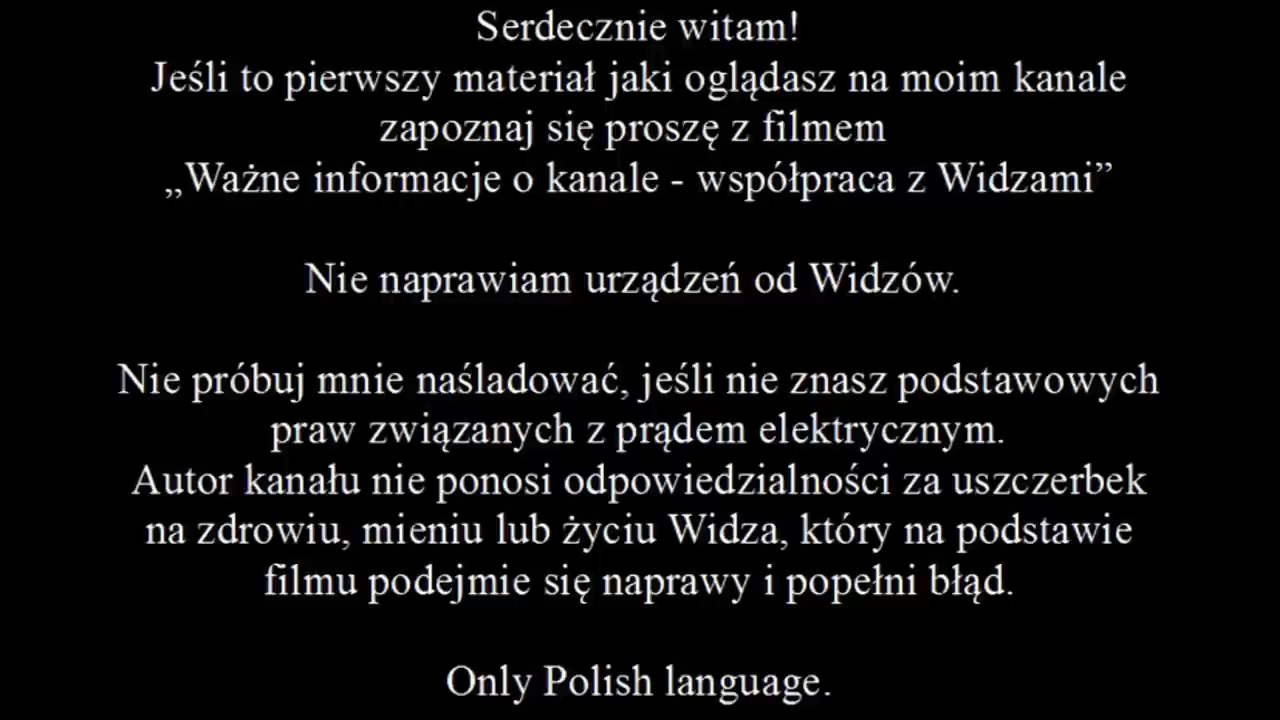 Serdecznie witam!
Jeśli to pierwszy materiał jaki oglądasz na moim kanale
zapoznaj się proszę z filmem
„Ważne informacje o kanale - współpraca z Widzami”
Nie naprawiam urządzeń od Widzów.
Nie próbuj mnie naśladować, jeśli nie znasz podstawowych
praw związanych z prądem elektrycznym.
Autor kanału nie ponosi odpowiedzialności za uszczerbek
na zdrowiu, mieniu lub życiu Widza, który na podstawie
filmu podejmie się naprawy i popełni błąd.
Only Polish language.